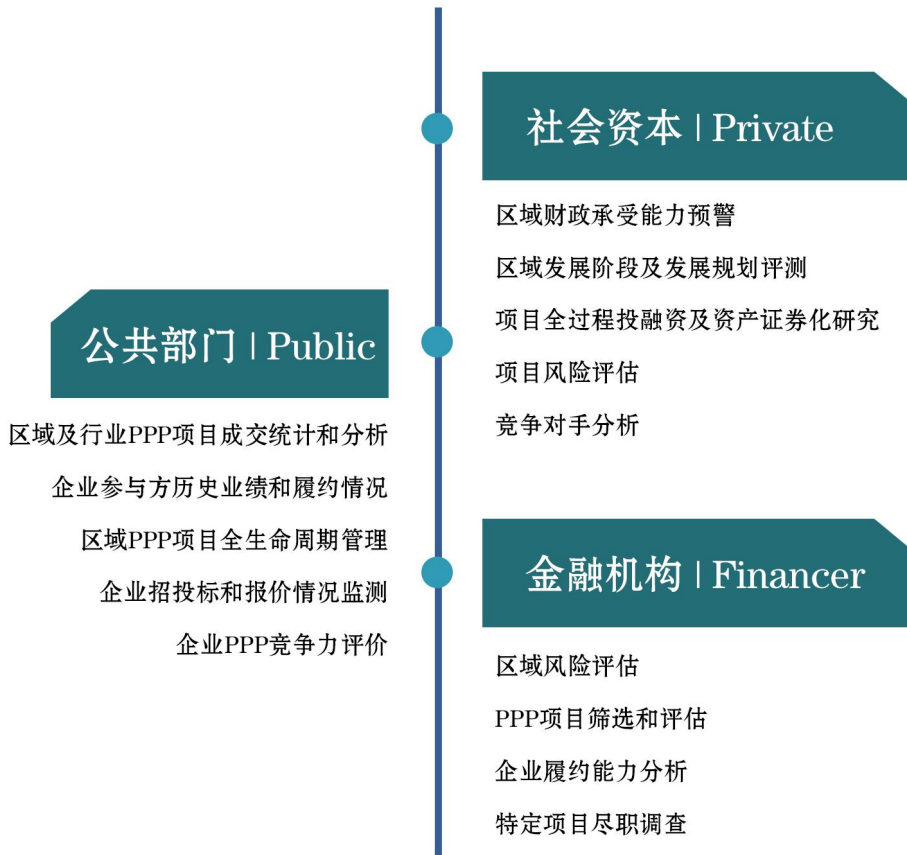 社会资本 | Private
区域财政承受能力预警
区域发展阶段及发展规划评测
项目全过程投融资及资产证券化研究
项目风险评估
竞争对手分析
公共部门 | Public
区域及行业PPP项目成交统计和分析
企业参与方历史业绩和履约情况
区域PPP项目全生命周期管理
企业招投标和报价情况监测
企业PPP竞争力评价
金融机构 | Financer
区域风险评估
PPP项目筛选和评估
企业履约能力分析
特定项目尽职调查